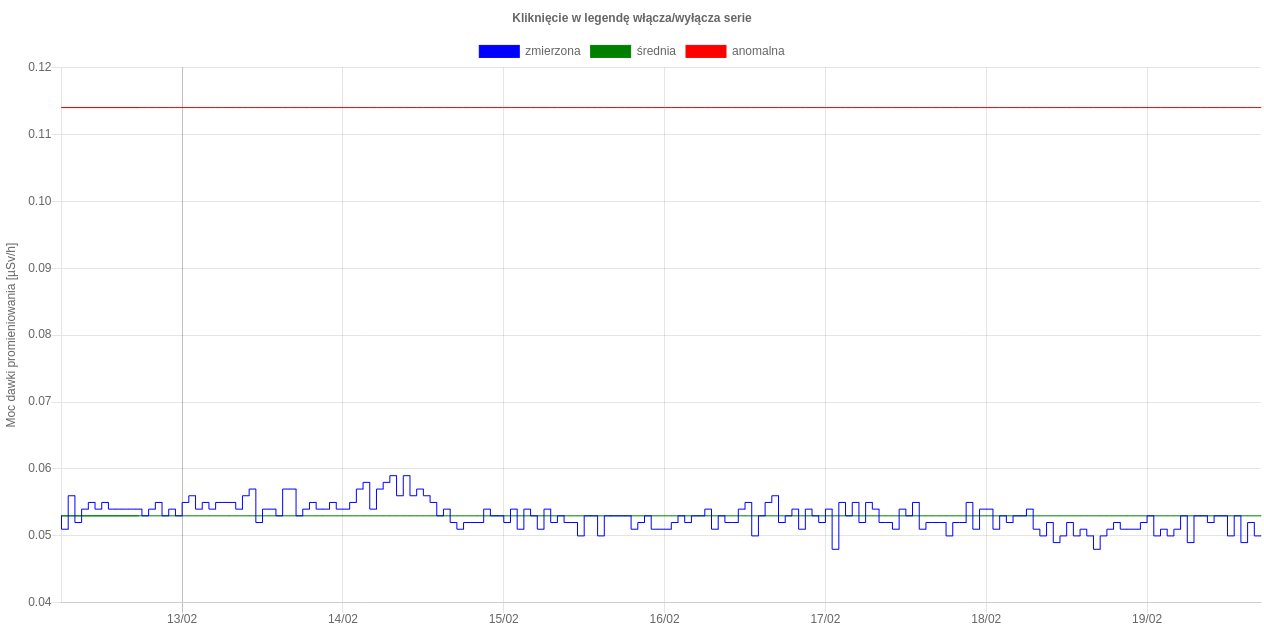 Kliknięcie w legendę włącza/wyłącza serie
zmierzona średnia anomalna
Moc dawki promieniowania [µSv/h]
0.12
0.11
0.10
0.09
0.08
0.07
0.06
0.05
0.04
13/02 14/02 15/02 16/02 17/02 18/02 19/02